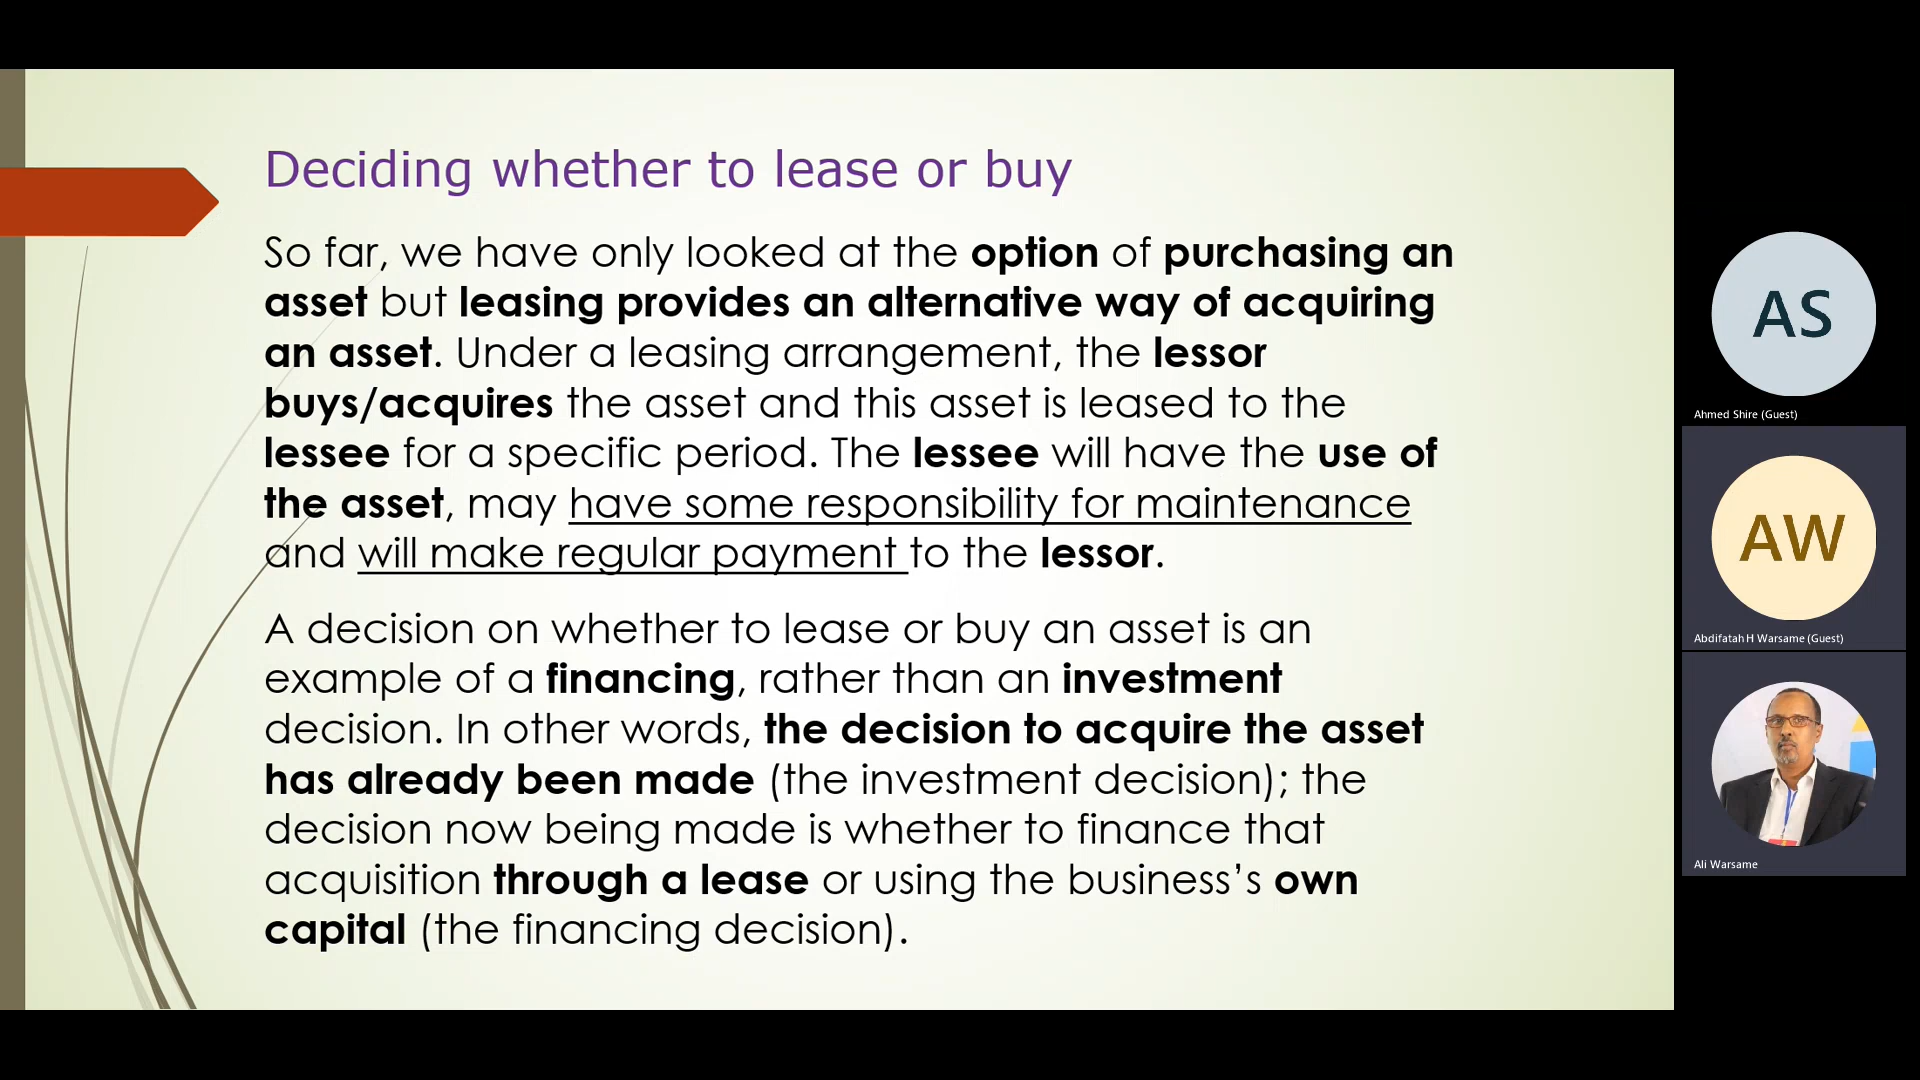 Deciding whether to lease or buy
So far, we have only looked at the option of purchasing an
asset but leasing provides an alternative way of acquiring
an asset. Under a leasing arrangement, the lessor
buys/acquires the asset and this asset is leased to the
lessee for a specific period. The lessee will have the use of
the asset, may have some responsibility for maintenance
and will make regular payment to the lessor.
A decision on whether to lease or buy an asset is an
example of a financing, rather than an investment
decision. In other words, the decision to acquire the asset
has already been made (the investment decision); the
decision now being made is whether to finance that
acquisition through a lease or using the business’s own
capital (the financing decision).
AS
Ahmed Shire (Guest)
AW
Abdifatah H Warsame (Guest)
Ali Warsame